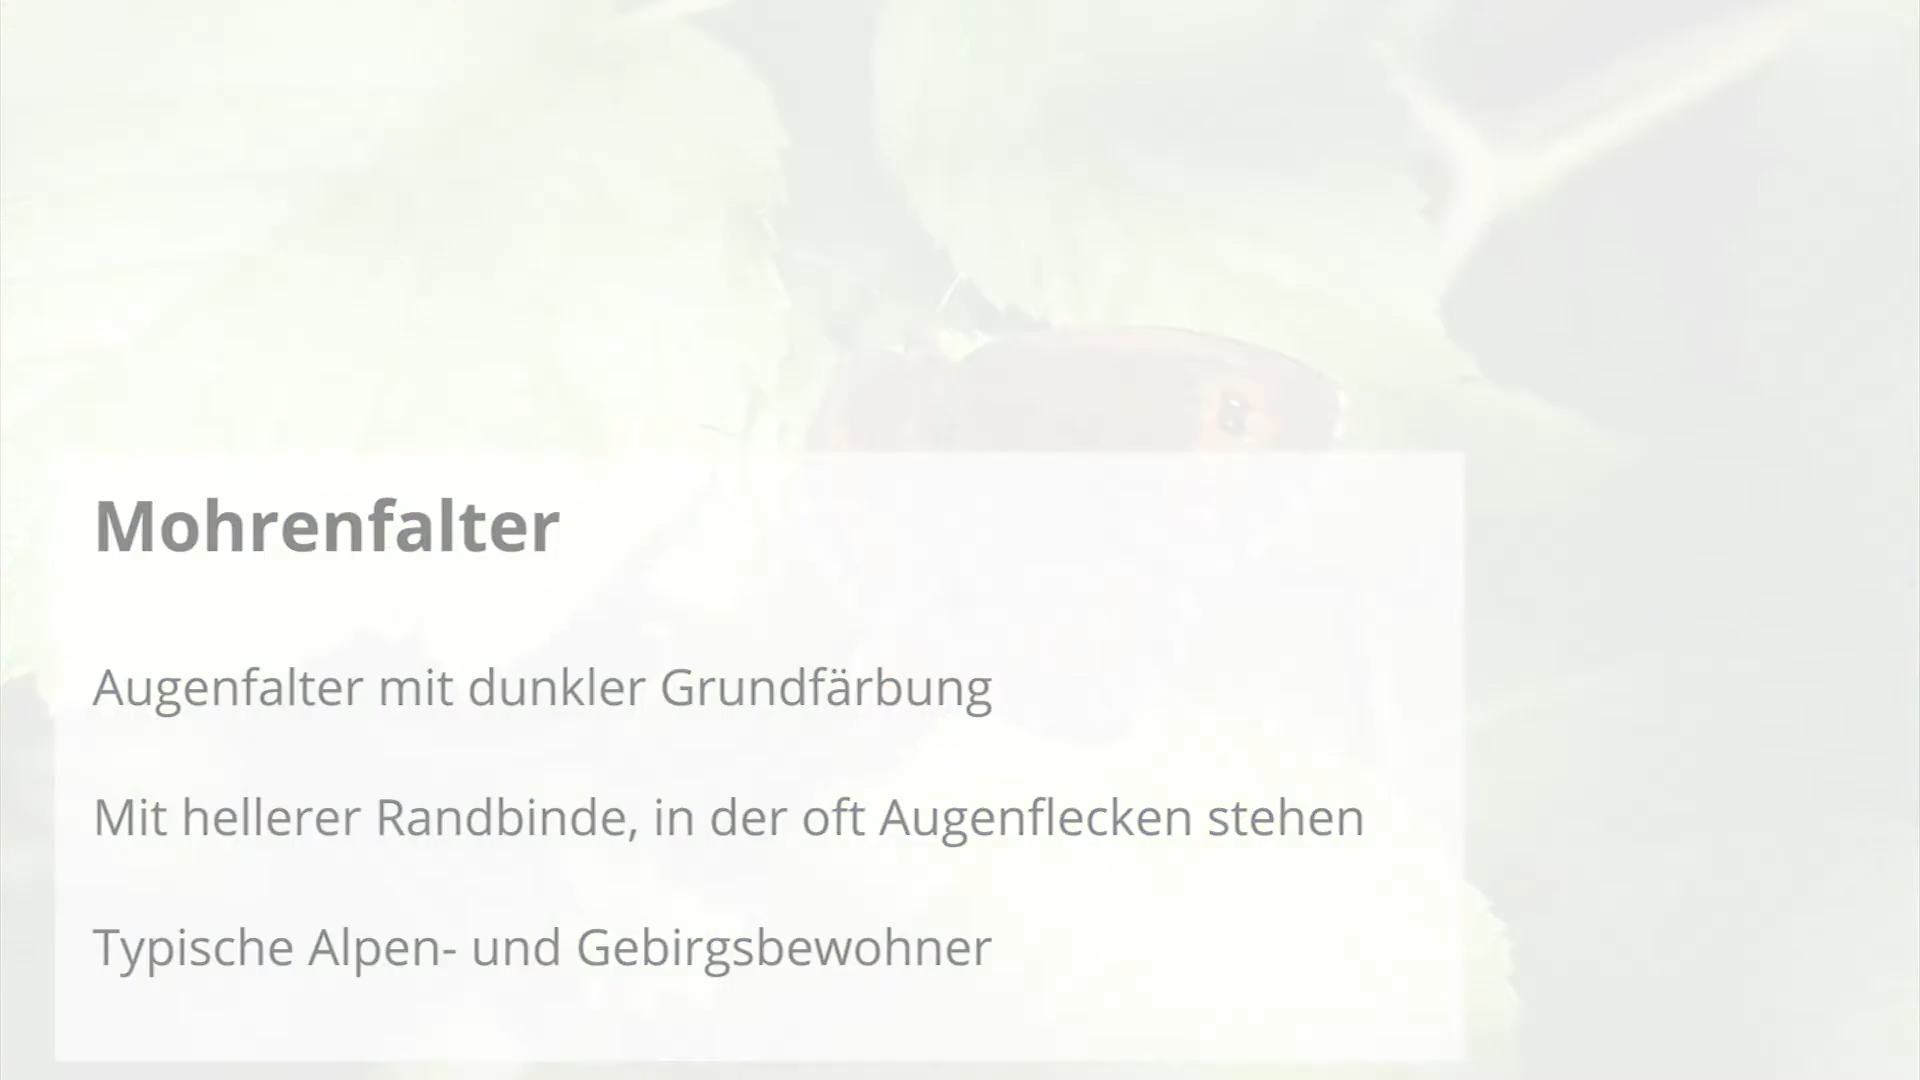 Mohrenfalter
Augenfalter mit dunkler Grundfärbung
Mit hellerer Randbinde, in der oft Augenflecken stehen
Typische Alpen- und Gebirgsbewohner